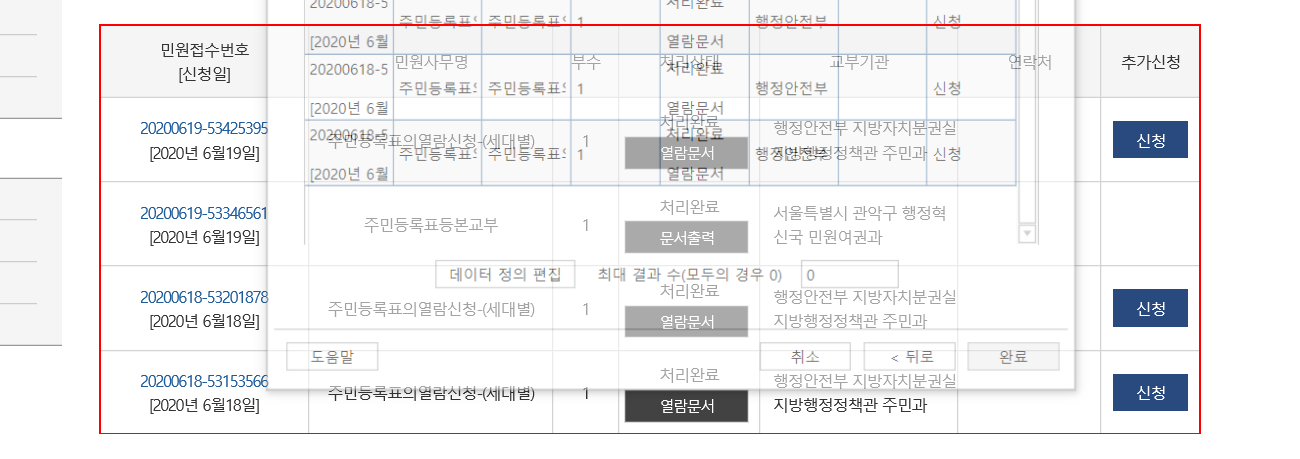 20200618-5
처리완료
주민등록표의
주민등록표의
1
행정안전부
신청
[2020년 6월
열람문서
민원접수번호
[신청일]
민원사무명
부수
처리상태
교부기관
연락처
추가신청
20200618-5
처리완료
주민등록표의
주민등록표의
1
행정안전부
신청
[2020년 6월
열람문서
20200619-53425395
[2020년 6월19일]
주민등록표의열람신청-(세대별)
1
처리완료
열람문서
행정안전부 지방자치분권실
지방행정정책관 주민과
신청
20200618-5
처리완료
주민등록표의
주민등록표의
1
행정안전부
신청
[2020년 6월
열람문서
20200619-53346561
[2020년 6월19일]
주민등록표등본교부
1
처리완료
문서출력
서울특별시 관악구 행정혁
신국 민원여권과
데이터 정의 편집
최대 결과 수(모두의 경우 0)
0
20200618-53201878
[2020년 6월18일]
주민등록표의열람신청-(세대별)
1
처리완료
열람문서
행정안전부 지방자치분권실
지방행정정책관 주민과
신청
도움말
취소
< 뒤로
완료
20200618-53153566
[2020년 6월18일]
주민등록표의열람신청-(세대별)
1
처리완료
열람문서
행정안전부 지방자치분권실
지방행정정책관 주민과
신청